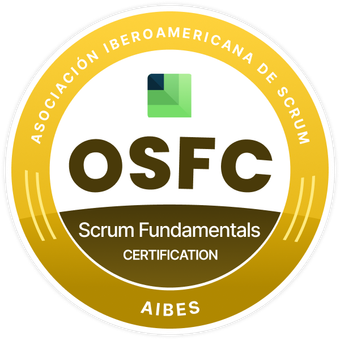 ASOCIACIÓN IBEROAMERICANA DE SCRUM
OSFC
Scrum Fundamentals
CERTIFICATION
AIBES